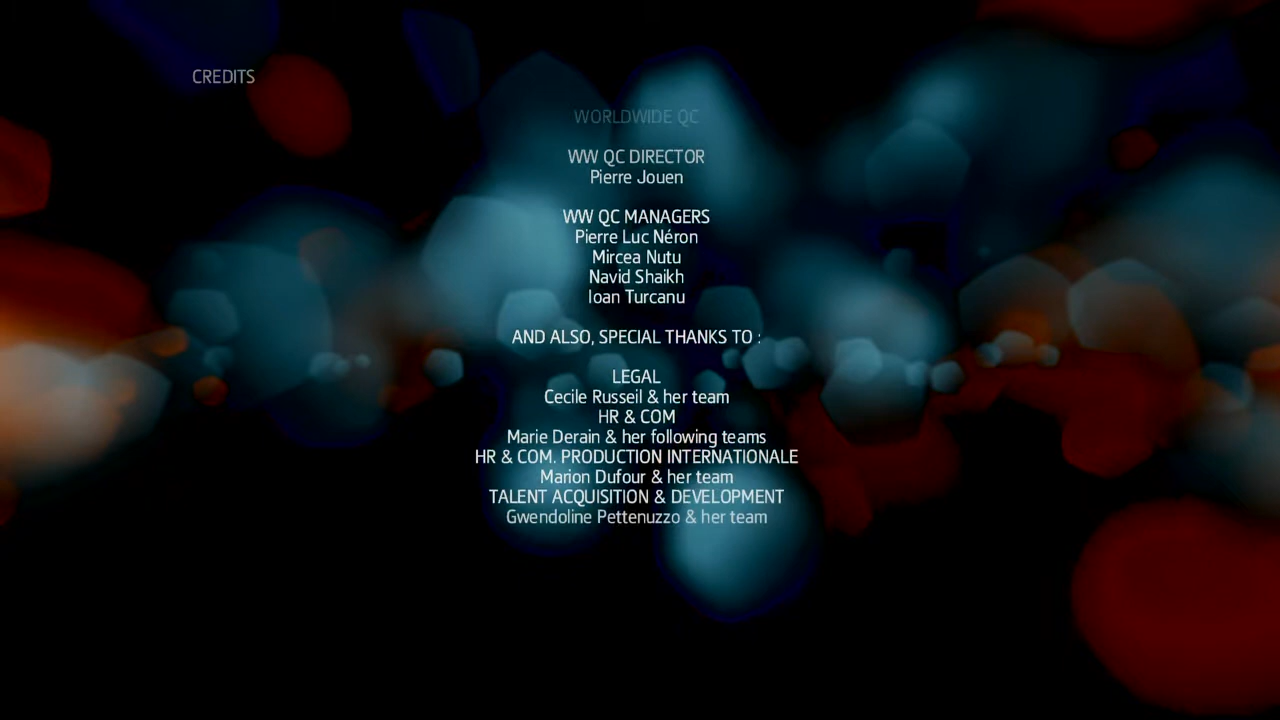 CREDITS
WORLDWIDE QC
WW QC DIRECTOR
Pierre Jouen
WW QC MANAGERS
Pierre Luc Néron
Mircea Nutu
Navid Shaikh
Ioan Turcanu
AND ALSO, SPECIAL THANKS TO :
LEGAL
Cecile Russeil & her team
HR & COM
Marie Derain & her following teams
HR & COM. PRODUCTION INTERNATIONALE
Marion Dufour & her team
TALENT ACQUISITION & DEVELOPMENT
Gwendoline Pettenuzzo & her team